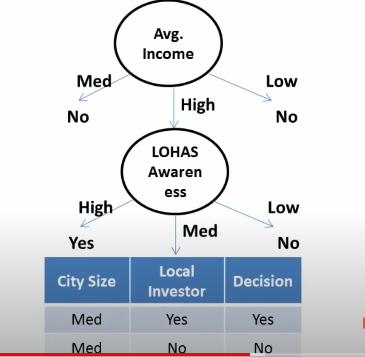 Avg.
Income
Med
Low
High
No
No
LOHAS
Awaren
ess
High
Low
Med
Yes
No
City Size Local Investor Decision
Med Yes Yes
Med No No